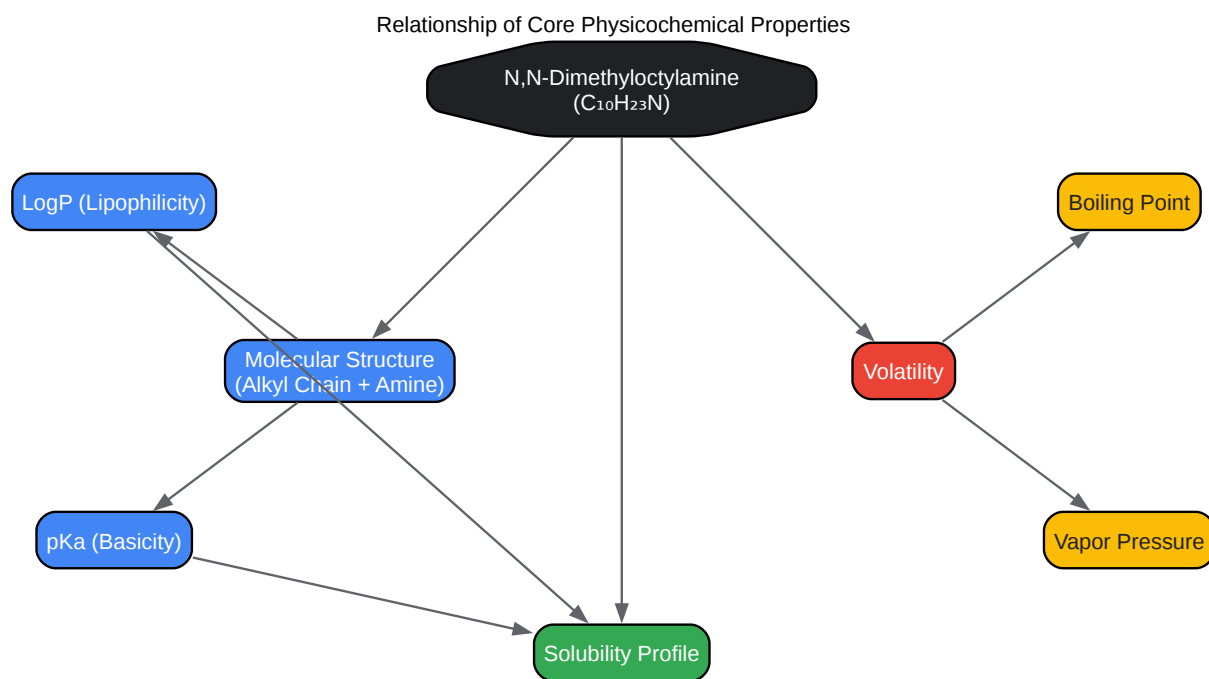 Relationship of Core Physicochemical Properties
N,N-Dimethyloctylamine
(C₁₀H₂₃N)
LogP (Lipophilicity)
Boiling Point
Molecular Structure
(Alkyl Chain + Amine)
Volatility
pKa (Basicity)
Vapor Pressure
Solubility Profile